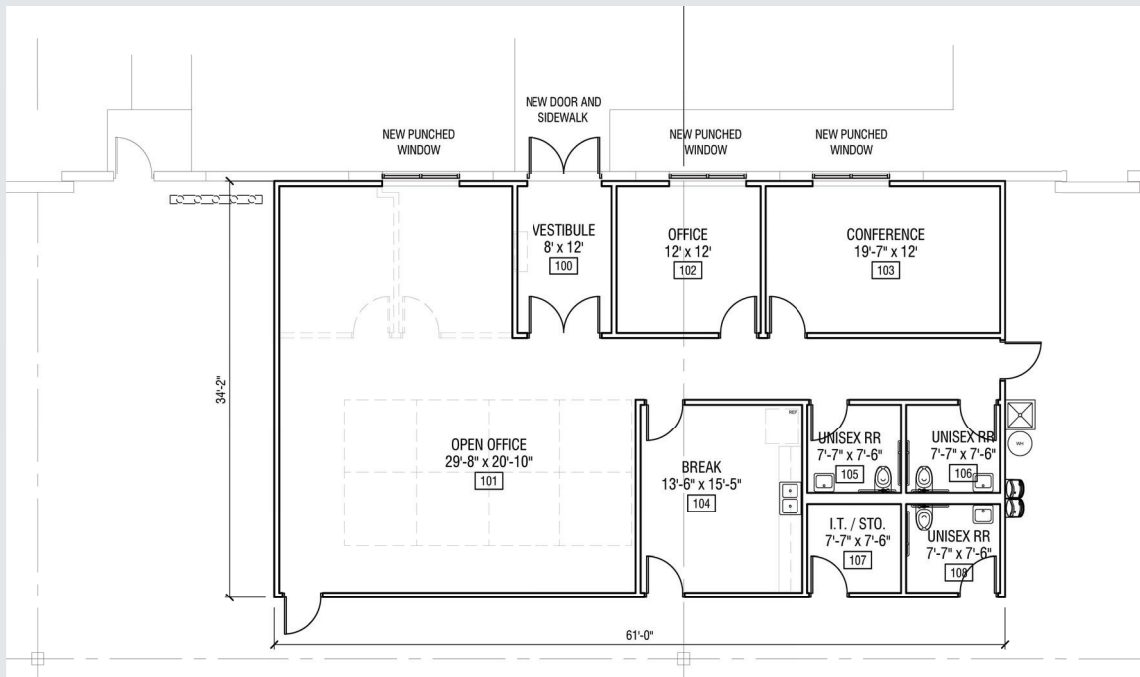 NEW DOOR AND
SIDEWALK
NEW PUNCHED
WINDOW
NEW PUNCHED
WINDOW
NEW PUNCHED
WINDOW
VESTIBULE
8' x 12'
100
OFFICE
12' x 12'
102
CONFERENCE
19'-7" x 12'
103
34'-2"
OPEN OFFICE
29'-8" x 20'-10"
101
BREAK
13'-6" x 15'-5"
104
REF
UNISEX RR
7'-7" x 7'-6"
105
UNISEX RR
7'-7" x 7'-6"
106
WH
I.T. / STO.
7'-7" x 7'-6"
107
UNISEX RR
7'-7" x 7'-6"
108
61'-0"